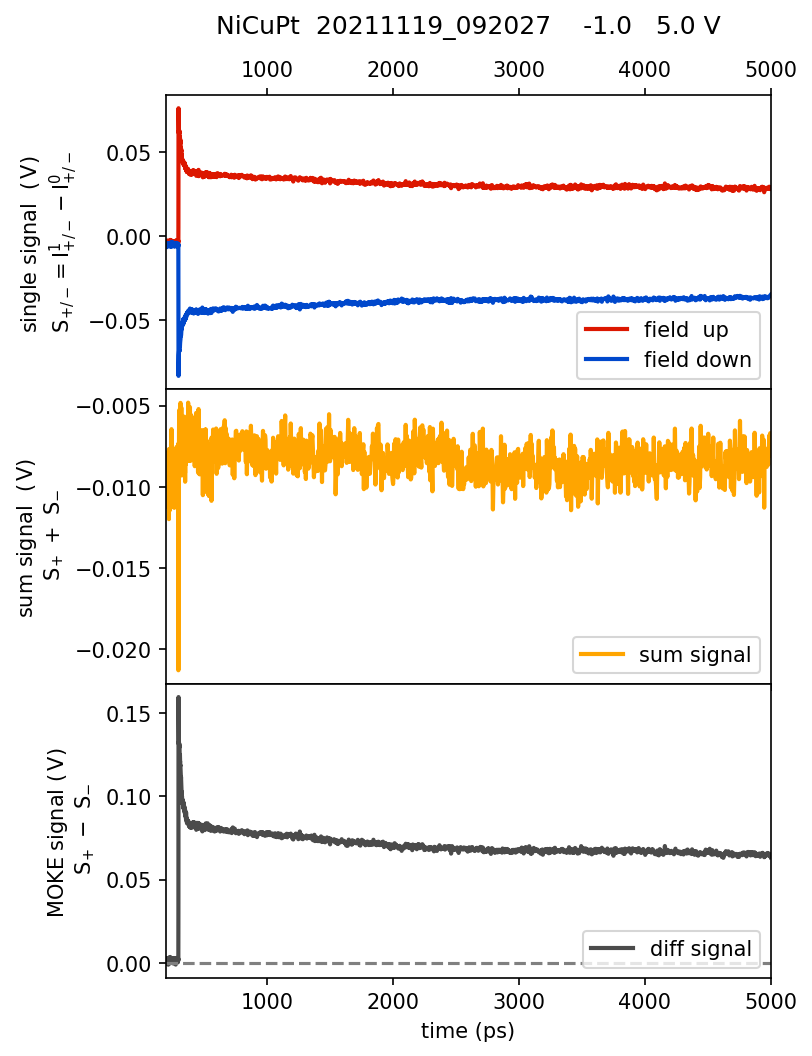 NiCuPt  20211119_092027    -1.0   5.0 V
1000 2000 3000 4000 5000
single signal  ( V)
S₊/₋ = I¹₊/₋ − I⁰₊/₋
0.05
0.00
−0.05
field  up
field down
sum signal  ( V)
S₊ + S₋
−0.005
−0.010
−0.015
−0.020
sum signal
MOKE signal ( V)
S₊ − S₋
0.15
0.10
0.05
0.00
diff signal
1000 2000 3000 4000 5000
time (ps)